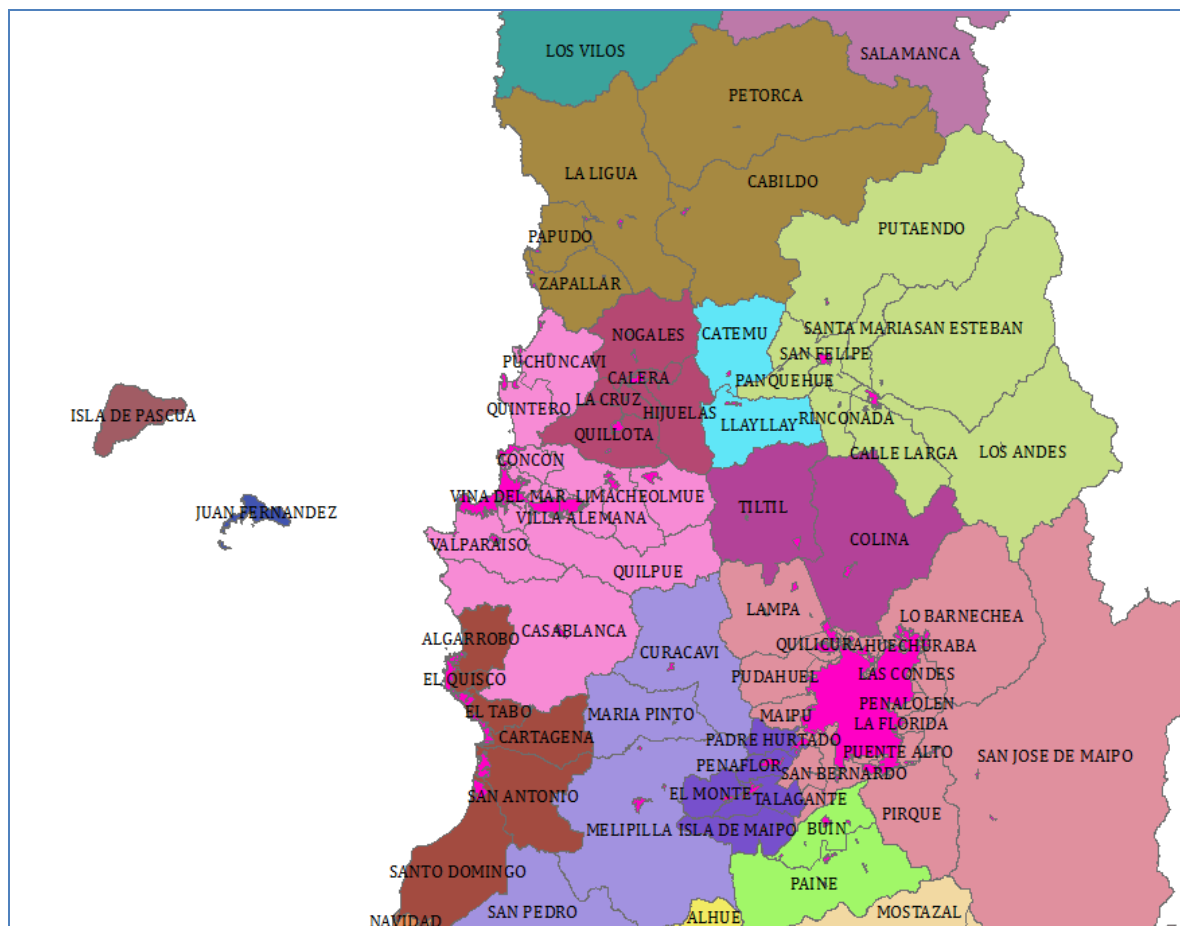 LOS VILOS
SALAMANCA
PETORCA
LA LIGUA
CABILDO
PUTAENDO
PAPUDO
ZAPALLAR
NOGALES
CATEMU
SANTA MARIA
SAN ESTEBAN
SAN FELIPE
PUCHUNCAVI
CALERA
PANQUEHUE
ISLA DE PASCUA
QUINTERO
LA CRUZ
HIJUELAS
LLAYLLAY
RINCONADA
QUILLOTA
CALLE LARGA
LOS ANDES
CONCON
VINA DEL MAR
LIMACHE
OLMUE
TILTIL
JUAN FERNANDEZ
VILLA ALEMANA
VALPARAISO
COLINA
QUILPUE
LAMPA
LO BARNECHEA
ALGARROBO
CASABLANCA
QUILICURA
HUECHURABA
CURACAVI
EL QUISCO
PUDAHUEL
LAS CONDES
PENALOLEN
EL TABO
MARIA PINTO
MAIPU
LA FLORIDA
CARTAGENA
PADRE HURTADO
PUENTE ALTO
SAN JOSE DE MAIPO
PENAFLOR
SAN BERNARDO
SAN ANTONIO
EL MONTE
TALAGANTE
PIRQUE
MELIPILLA
ISLA DE MAIPO
BUIN
SANTO DOMINGO
PAINE
NAVIDAD
SAN PEDRO
ALHUE
MOSTAZAL